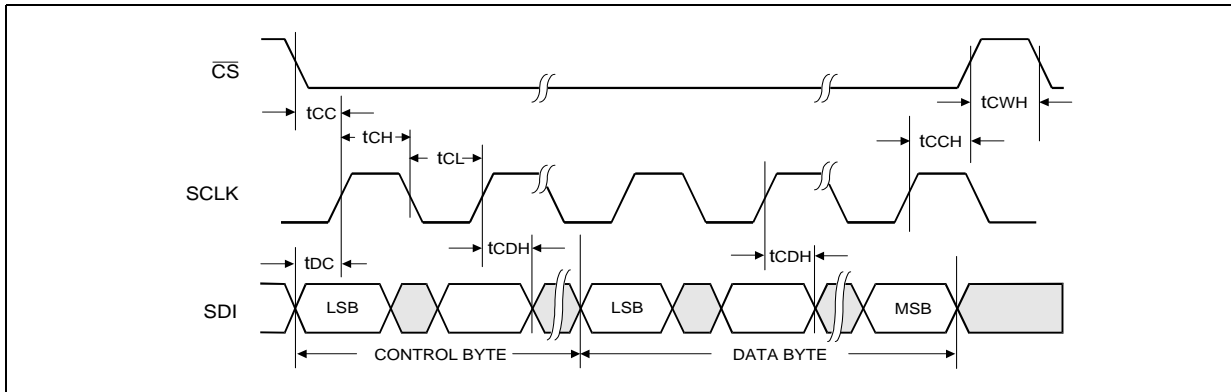 CS
tCC
tCWH
tCH
tCCH
tCL
SCLK
tCDH
tCDH
tDC
SDI
LSB
LSB
MSB
CONTROL BYTE
DATA BYTE